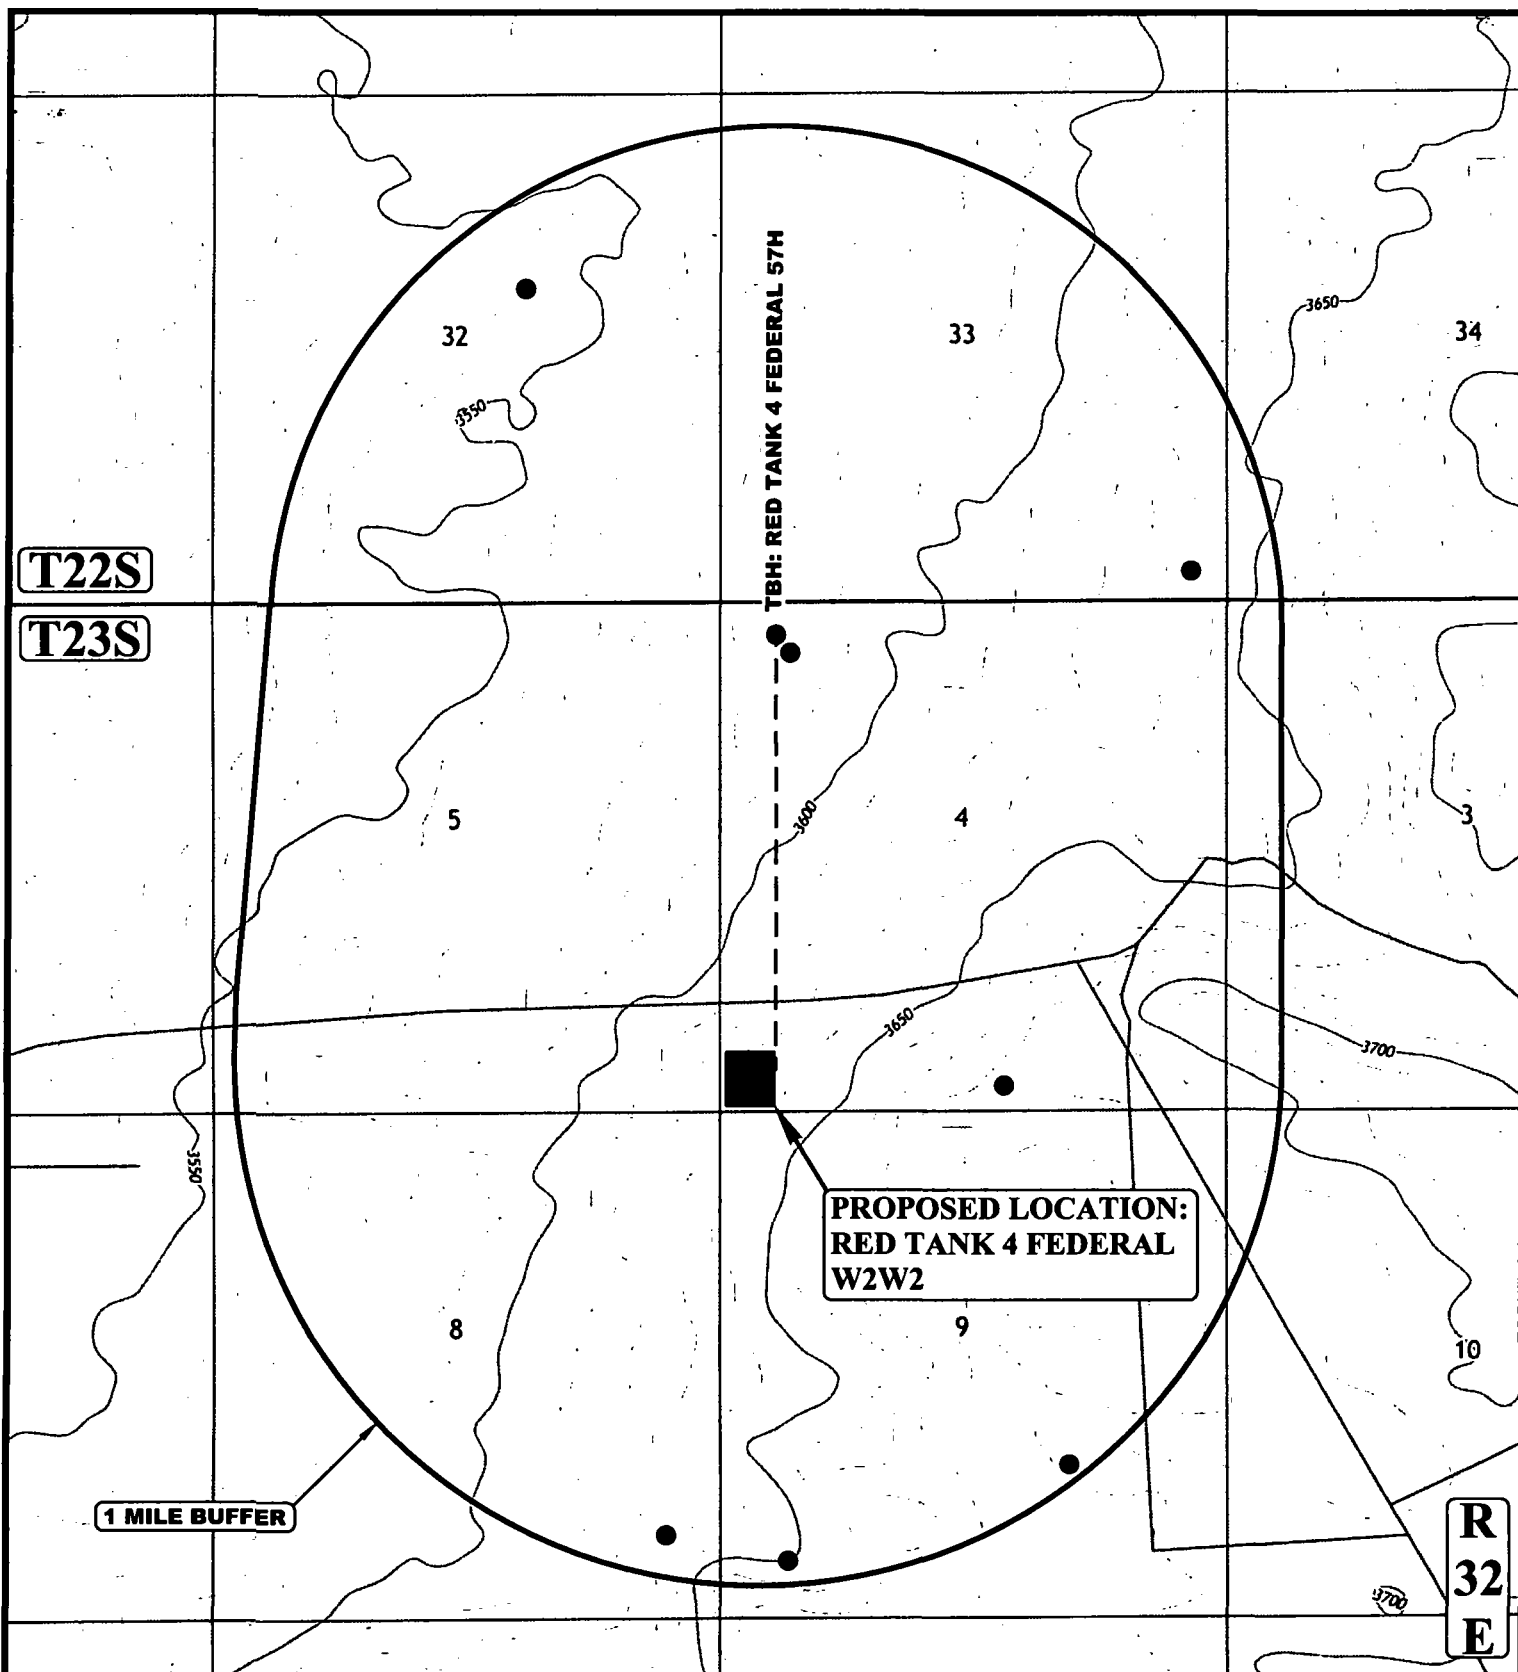 TBH: RED TANK 4 FEDERAL 57H
3650
32
33
34
3550
T22S
T23S
5
3600
4
3
3650
3700
3550
PROPOSED LOCATION:
RED TANK 4 FEDERAL
W2W2
8
9
10
1 MILE BUFFER
R
32
E
3700